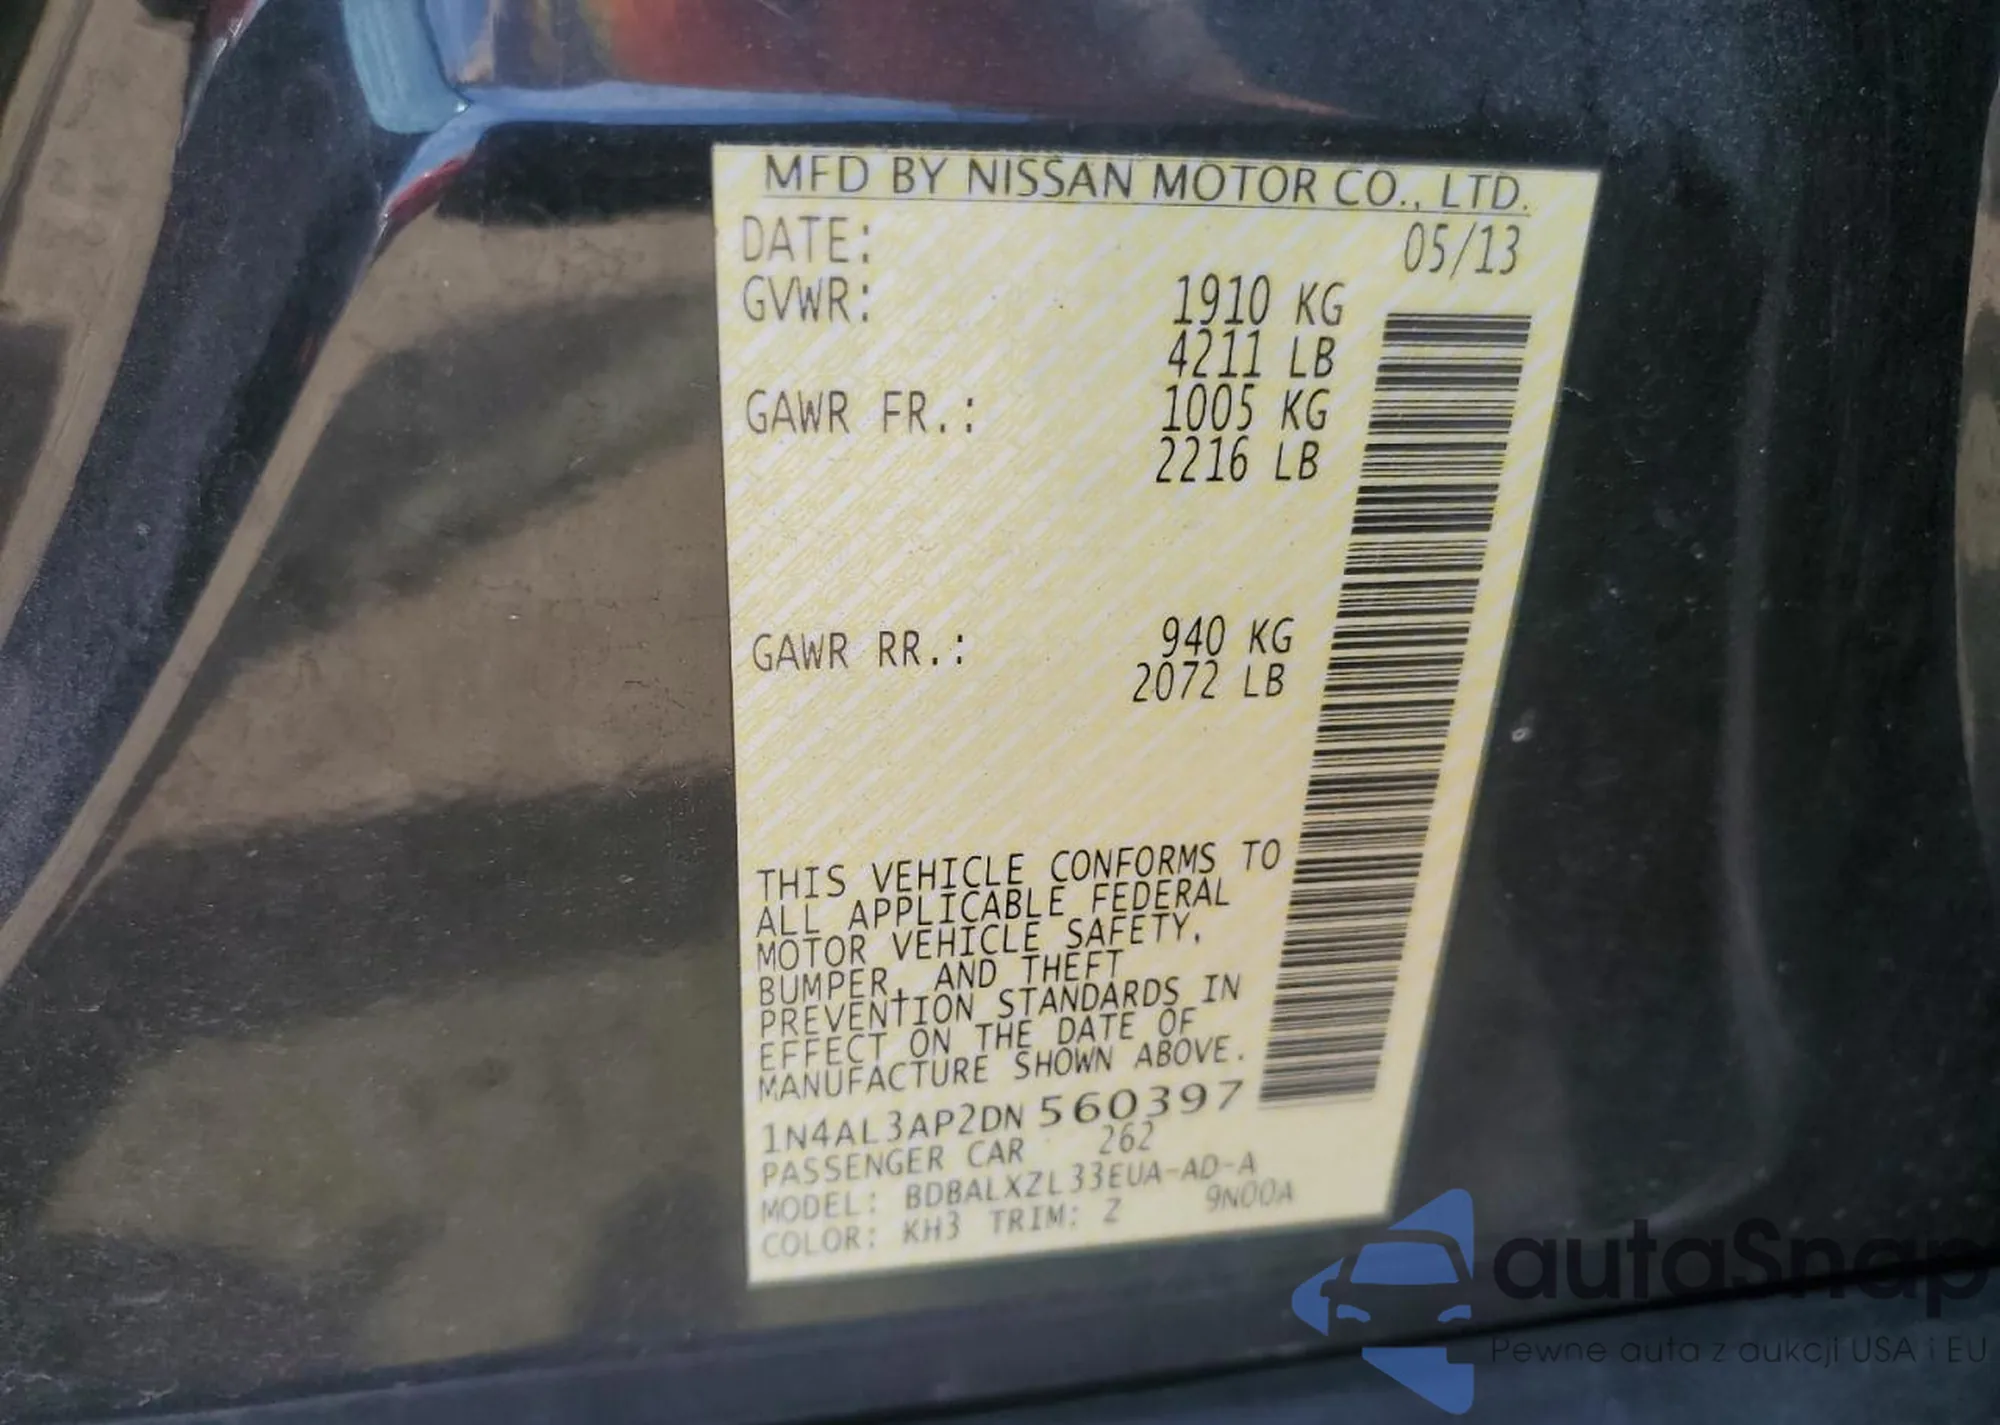 MFD BY NISSAN MOTOR CO., LTD.
DATE: 05/13
GVWR: 1910 KG
4211 LB
GAWR FR.: 1005 KG
2216 LB
GAWR RR.: 940 KG
2072 LB
THIS VEHICLE CONFORMS TO
ALL APPLICABLE FEDERAL
MOTOR VEHICLE SAFETY,
BUMPER, AND THEFT
PREVENTION STANDARDS IN
EFFECT ON THE DATE OF
MANUFACTURE SHOWN ABOVE.
1N4AL3AP2DN560397
PASSENGER CAR 262
MODEL: BDBALXZL33EUA-AD-A
COLOR: KH3 TRIM: Z 9N00A
autaSnap
Pewne auta z aukcji USA i EU